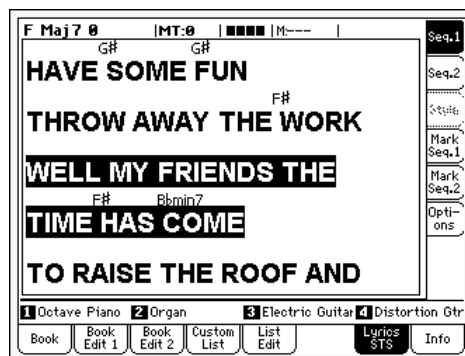 F Maj7 0 |MT:0 | |M:--- |
G# G#
HAVE SOME FUN
F#
THROW AWAY THE WORK
WELL MY FRIENDS THE
F# Bbmin7
TIME HAS COME
TO RAISE THE ROOF AND
1 Octave Piano 2 Organ 3 Electric Guitar 4 Distortion Gtr
Book Book Edit 1 Book Edit 2 Custom List List Edit Lyrics STS Info
Seq.1
Seq.2
Style
Mark Seq.1
Mark Seq.2
Opti-
ons